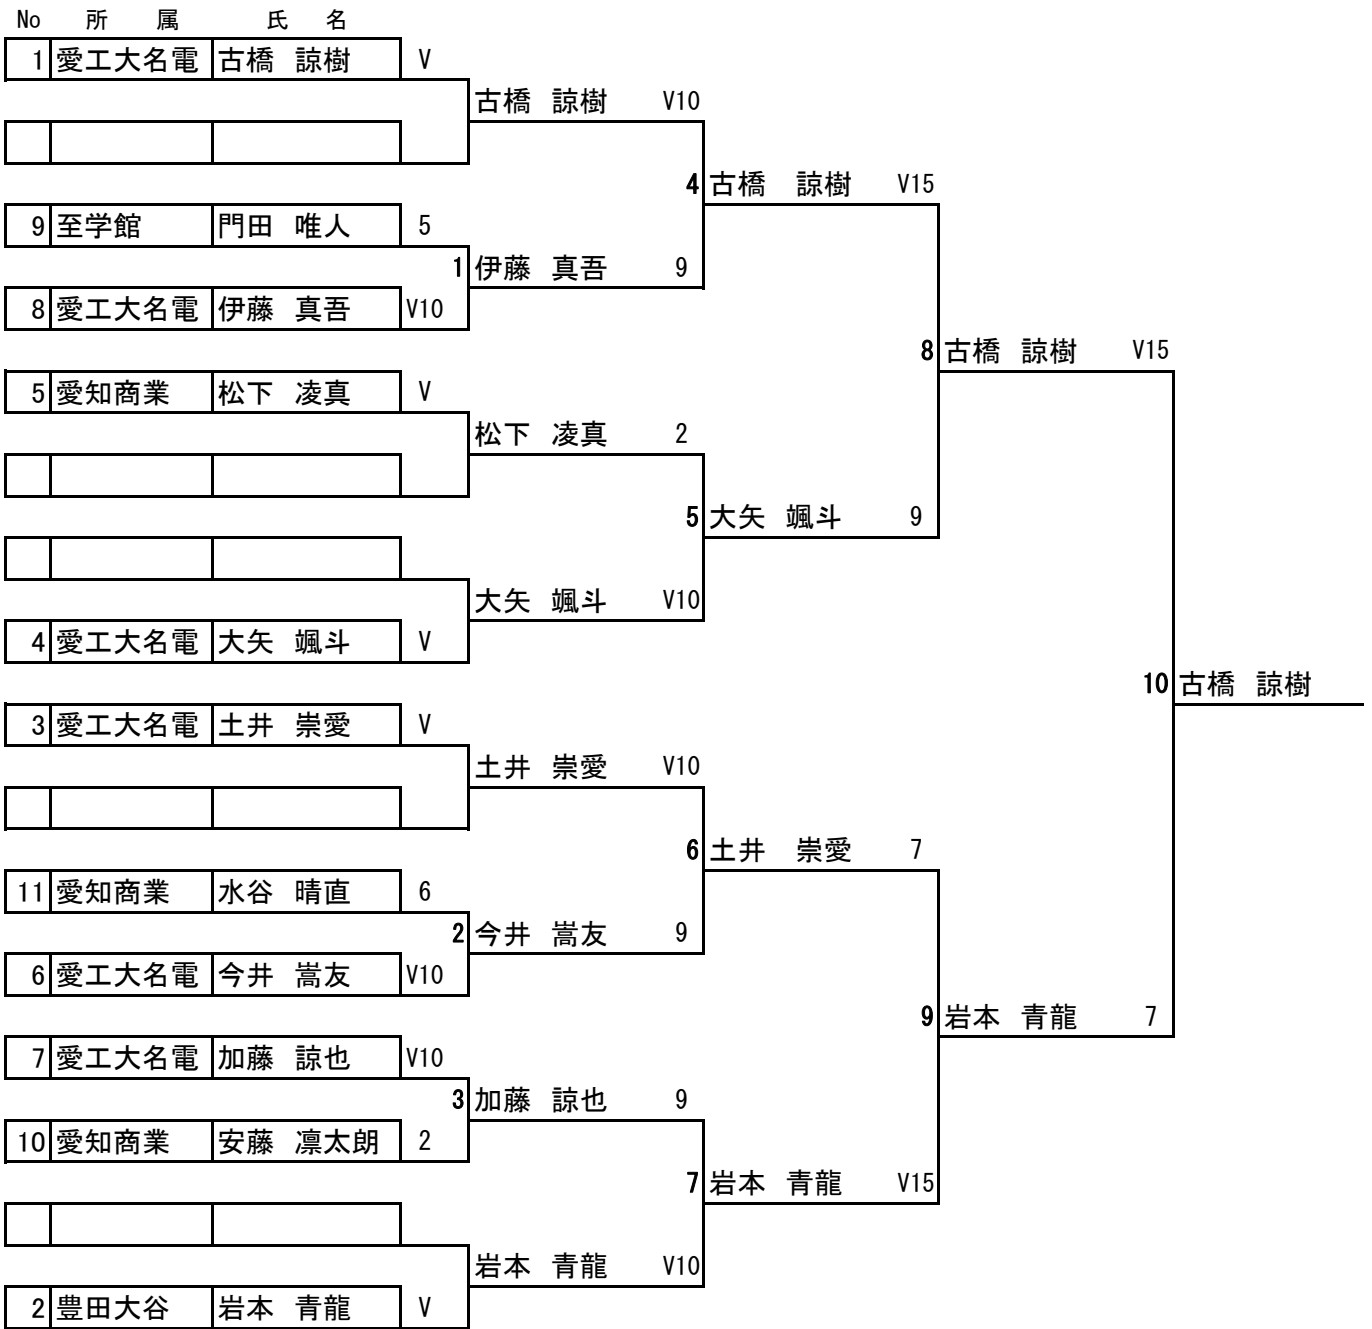 No 所 属 氏 名
1 愛工大名電 古橋 諒樹 V
古橋 諒樹 V10
4 古橋 諒樹 V15
9 至学館 門田 唯人 5
1 伊藤 真吾 9
8 愛工大名電 伊藤 真吾 V10
8 古橋 諒樹 V15
5 愛知商業 松下 凌真 V
松下 凌真 2
5 大矢 颯斗 9
大矢 颯斗 V10
4 愛工大名電 大矢 颯斗 V
10 古橋 諒樹
3 愛工大名電 土井 崇愛 V
土井 崇愛 V10
6 土井 崇愛 7
11 愛知商業 水谷 晴直 6
2 今井 嵩友 9
6 愛工大名電 今井 嵩友 V10
9 岩本 青龍 7
7 愛工大名電 加藤 諒也 V10
3 加藤 諒也 9
10 愛知商業 安藤 凛太朗 2
7 岩本 青龍 V15
岩本 青龍 V10
2 豊田大谷 岩本 青龍 V